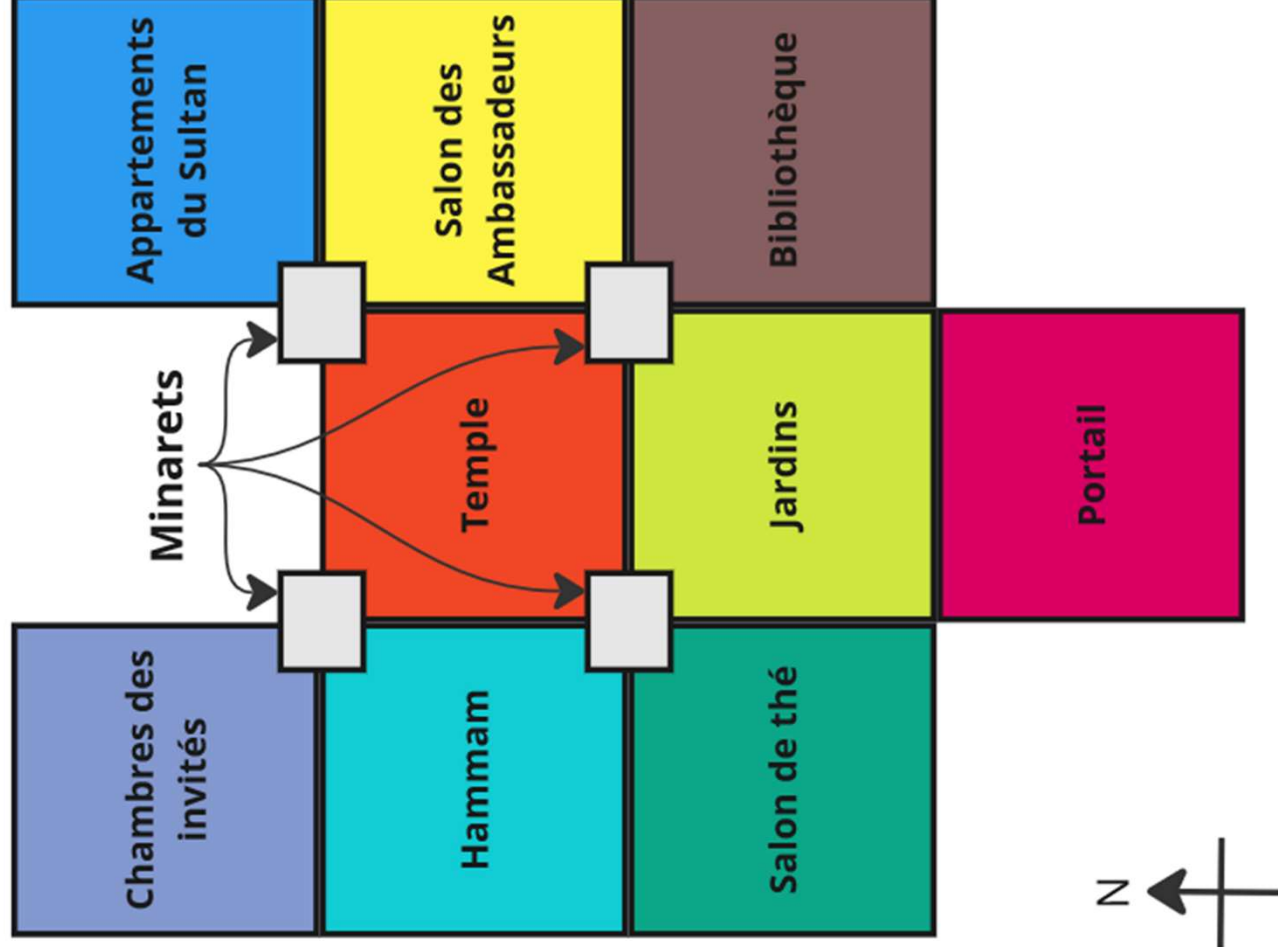 Appartements
du Sultan
Salon des
Ambassadeurs
Bibliothèque
Minarets
Temple
Jardins
Portail
Chambres des
invités
Hammam
Salon de thé
N